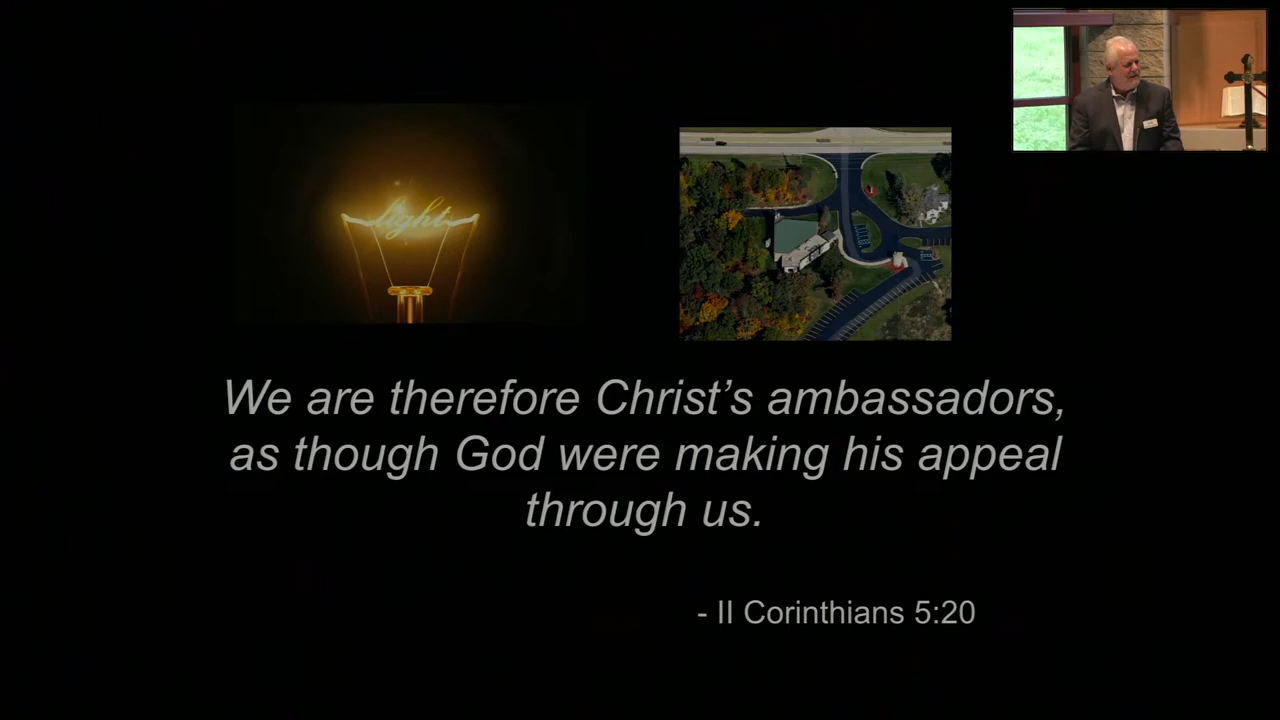 light
We are therefore Christ’s ambassadors,
as though God were making his appeal
through us.
- II Corinthians 5:20